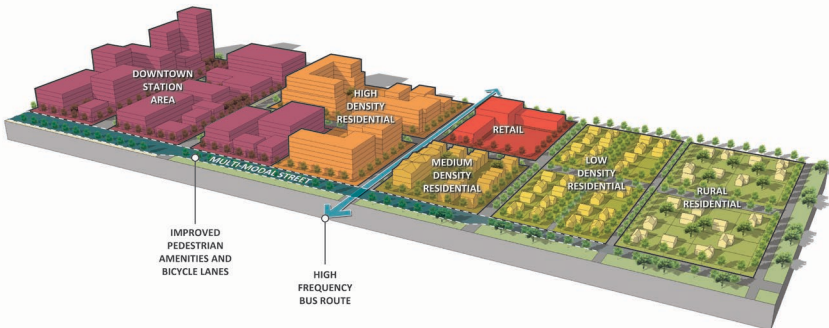 DOWNTOWN
STATION
AREA
HIGH
DENSITY
RESIDENTIAL
RETAIL
MEDIUM
DENSITY
RESIDENTIAL
LOW
DENSITY
RESIDENTIAL
RURAL
RESIDENTIAL
MULTI-MODAL STREET
IMPROVED
PEDESTRIAN
AMENITIES AND
BICYCLE LANES
HIGH
FREQUENCY
BUS ROUTE